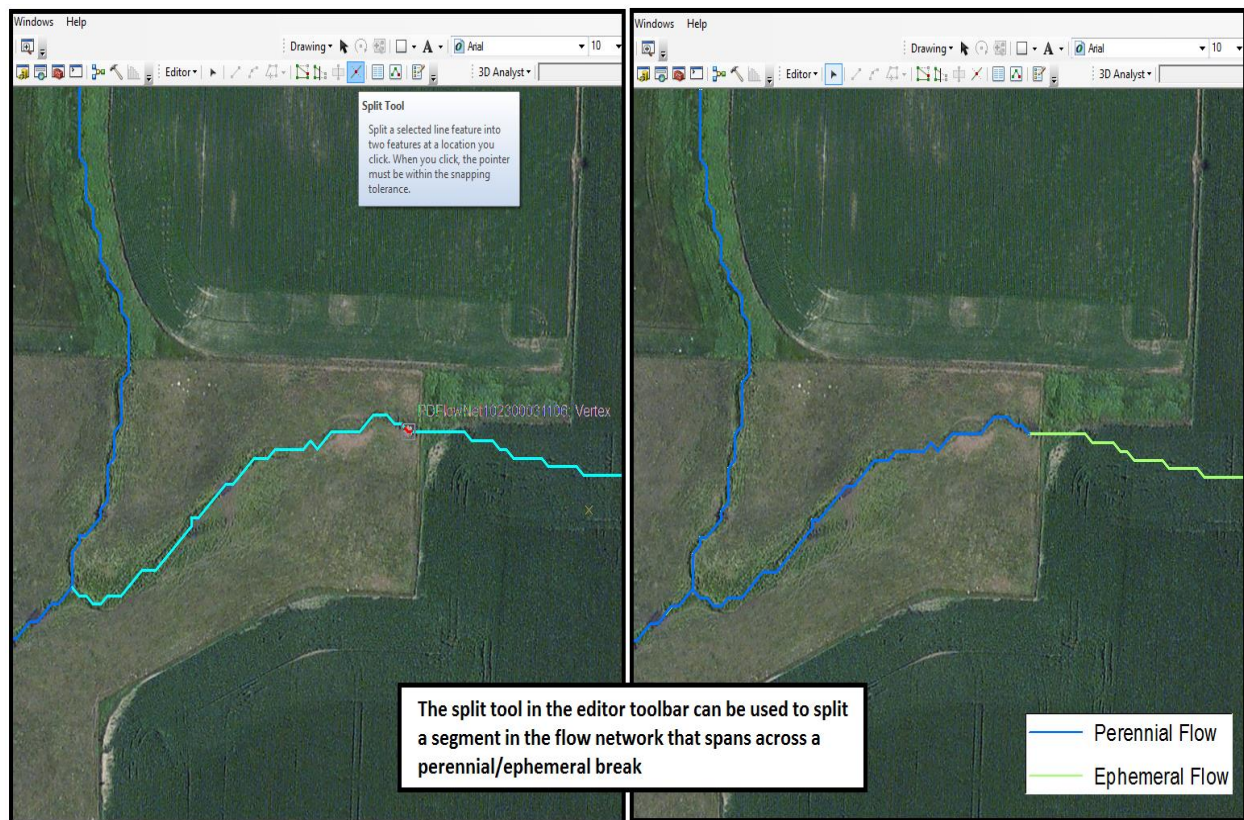 Windows Help
Drawing A Arial 10
Editor 3D Analyst
Split Tool
Split a selected line feature into
two features at a location you
click. When you click, the pointer
must be within the snapping
tolerance.
PDFlowNet102300031106: Vertex
Windows Help
Drawing A Arial 10
Editor 3D Analyst
The split tool in the editor toolbar can be used to split
a segment in the flow network that spans across a
perennial/ephemeral break
Perennial Flow
Ephemeral Flow